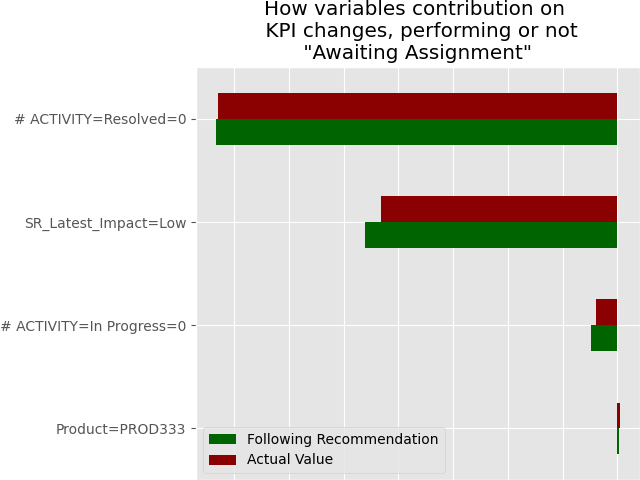 How variables contribution on
KPI changes, performing or not
"Awaiting Assignment"
# ACTIVITY=Resolved=0
SR_Latest_Impact=Low
# ACTIVITY=In Progress=0
Product=PROD333
Following Recommendation
Actual Value